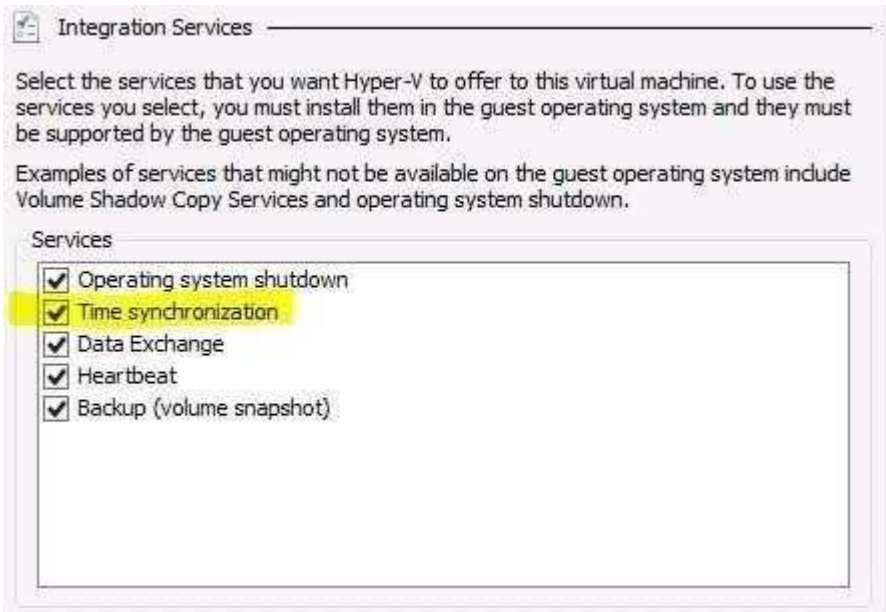 Integration Services
Select the services that you want Hyper-V to offer to this virtual machine. To use the
services you select, you must install them in the guest operating system and they must
be supported by the guest operating system.
Examples of services that might not be available on the guest operating system include
Volume Shadow Copy Services and operating system shutdown.
Services
Operating system shutdown
Time synchronization
Data Exchange
Heartbeat
Backup (volume snapshot)